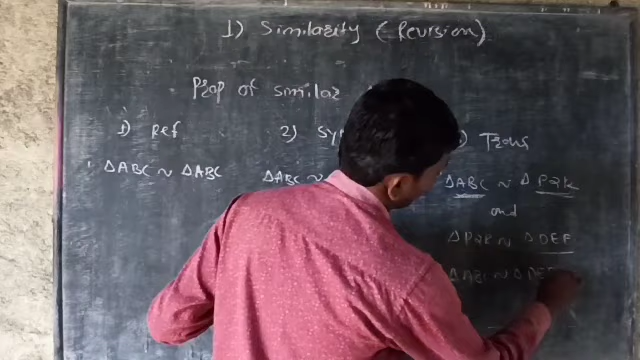 1) Similarity (Revision)
Prop of similar
1) Ref
2) Sy
) Trans
ΔABC ~ ΔABC
ΔABC ~
ΔABC ~ ΔPQR
and
ΔPQR ~ ΔDEF
ΔABC ~ ΔDEF